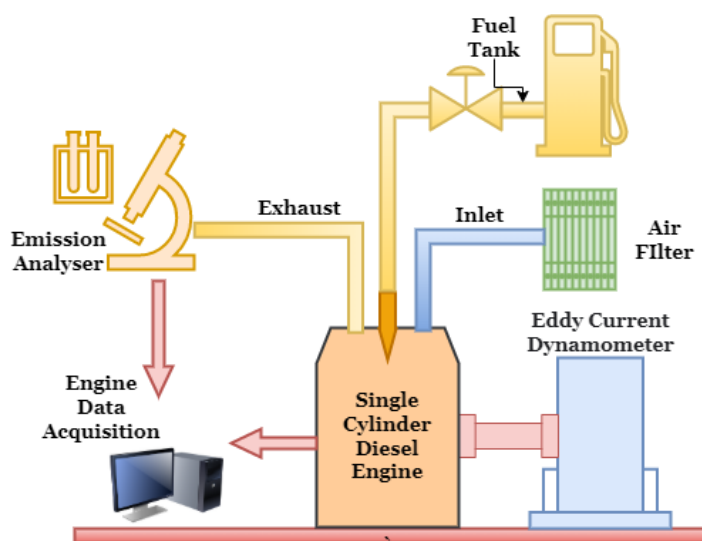 Fuel
Tank
Exhaust
Inlet
Emission
Analyser
Air
FIlter
Eddy Current
Dynamometer
Engine
Data
Acquisition
Single
Cylinder
Diesel
Engine